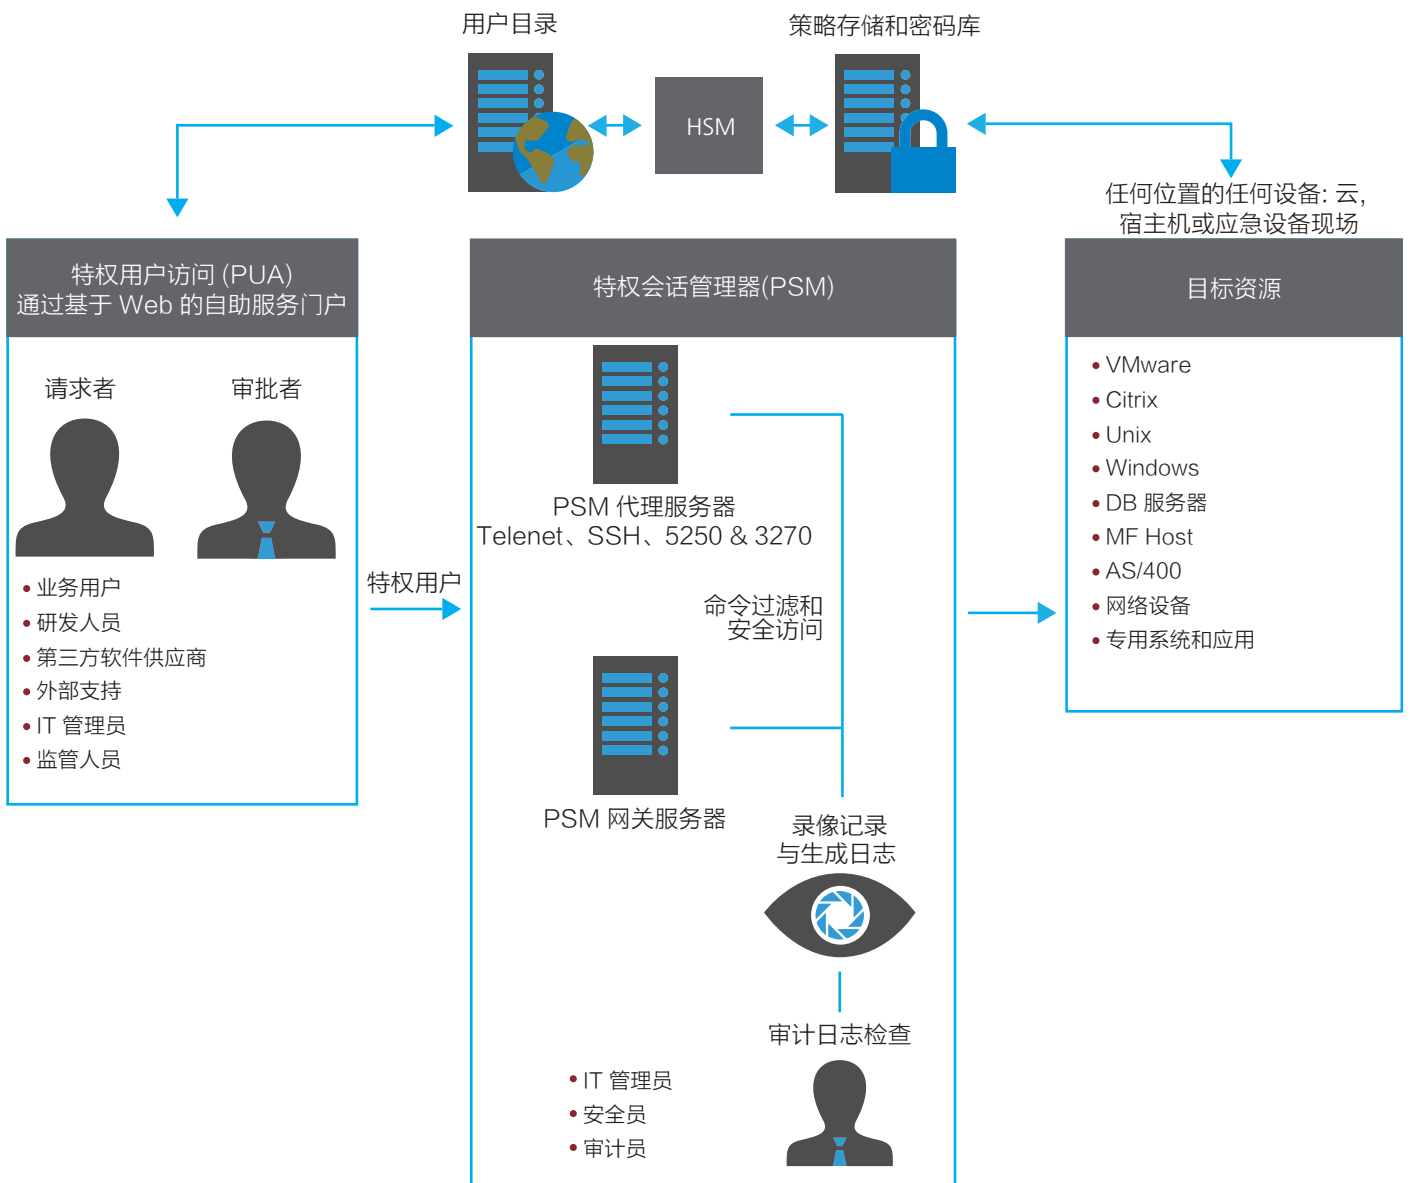 用户目录
策略存储和密码库
HSM
任何位置的任何设备: 云,
宿主机或应急设备现场
特权用户访问 (PUA)
通过基于 Web 的自助服务门户
请求者
审批者
• 业务用户
• 研发人员
• 第三方软件供应商
• 外部支持
• IT 管理员
• 监管人员
特权用户
特权会话管理器(PSM)
PSM 代理服务器
Telenet、SSH、5250 & 3270
命令过滤和
安全访问
PSM 网关服务器
录像记录
与生成日志
审计日志检查
• IT 管理员
• 安全员
• 审计员
目标资源
• VMware
• Citrix
• Unix
• Windows
• DB 服务器
• MF Host
• AS/400
• 网络设备
• 专用系统和应用